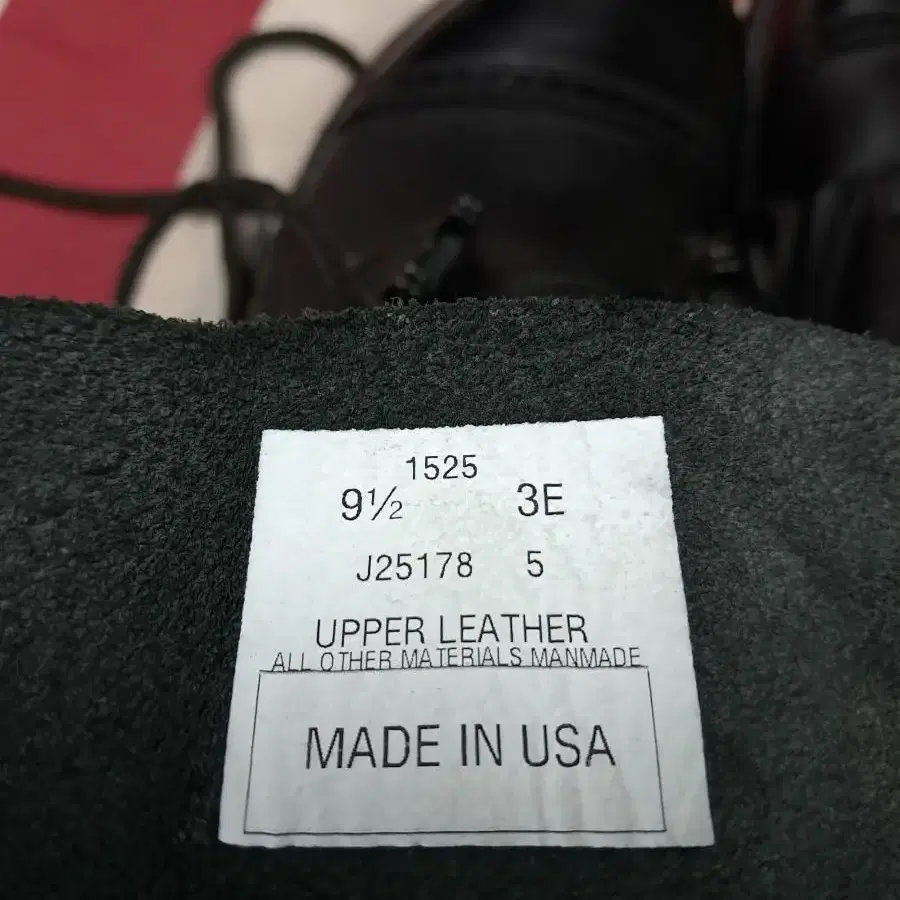 1525
9½ 3E
J25178 5
UPPER LEATHER
ALL OTHER MATERIALS MANMADE
MADE IN USA